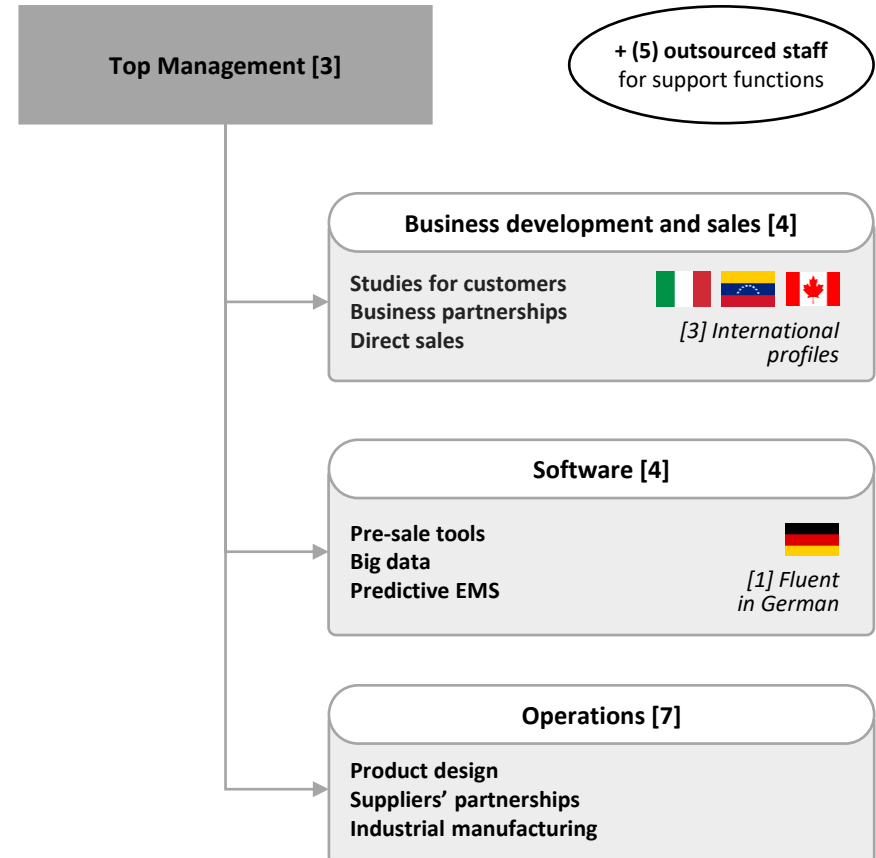 Top Management [3]
+ (5) outsourced staff
for support functions
Business development and sales [4]
Studies for customers
Business partnerships
Direct sales
[3] International
profiles
Software [4]
Pre-sale tools
Big data
Predictive EMS
[1] Fluent
in German
Operations [7]
Product design
Suppliers’ partnerships
Industrial manufacturing